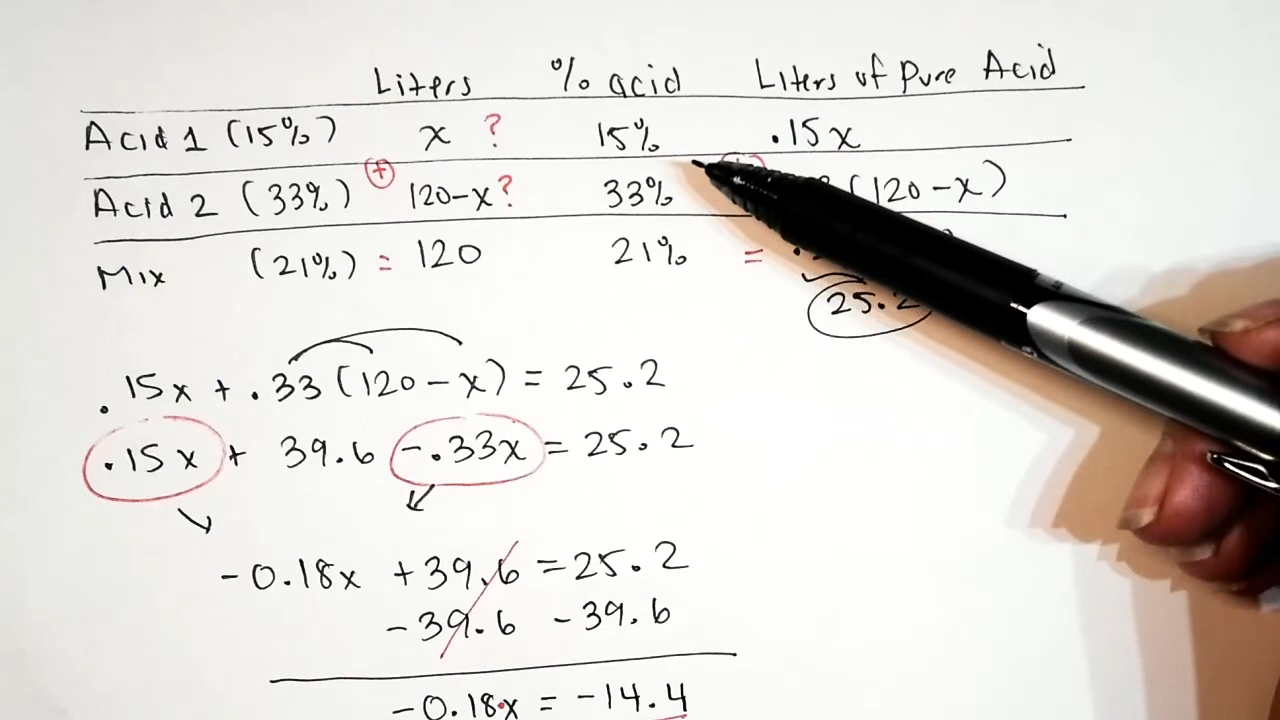 Liters % acid Liters of Pure Acid
Acid 1 (15%) x ? 15% .15x
Acid 2 (33%) + 120-x? 33% (120-x)
Mix (21%) = 120 21% =
25.2
.15x + .33 (120-x) = 25.2
.15x + 39.6 -.33x = 25.2
-0.18x +39.6 = 25.2
-39.6 -39.6
-0.18x = -14.4